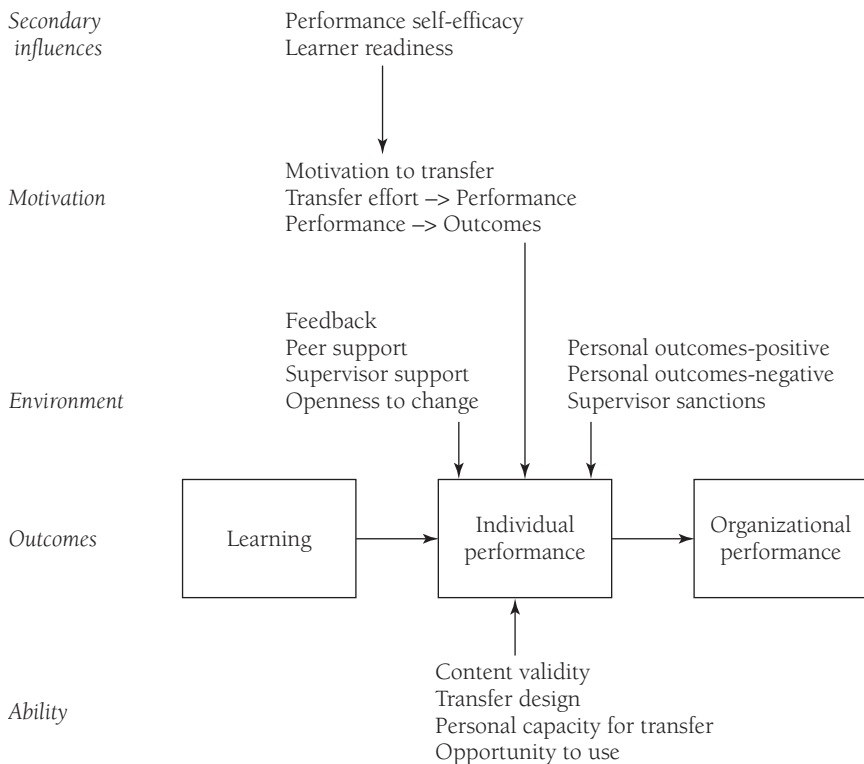 Secondary
influences
Performance self-efficacy
Learner readiness
Motivation
Motivation to transfer
Transfer effort –> Performance
Performance –> Outcomes
Environment
Feedback
Peer support
Supervisor support
Openness to change
Personal outcomes-positive
Personal outcomes-negative
Supervisor sanctions
Outcomes
Learning
Individual
performance
Organizational
performance
Ability
Content validity
Transfer design
Personal capacity for transfer
Opportunity to use